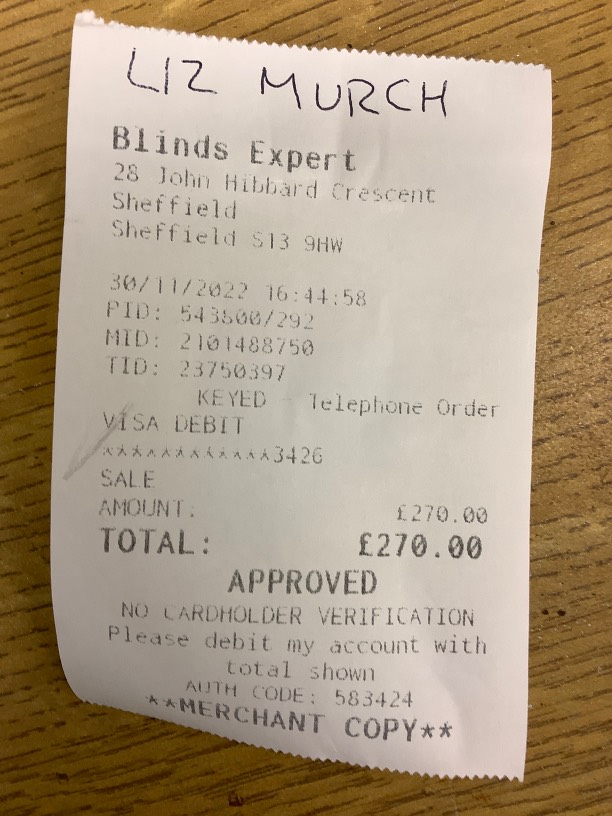 LIZ MURCH
Blinds Expert
28 John Hibbard Crescent
Sheffield
Sheffield S13 9HW
30/11/2022 16:44:58
PID: 543500/292
MID: 2101488750
TID: 23750397
KEYED - Telephone Order
VISA DEBIT
************3426
SALE
AMOUNT: £270.00
TOTAL: £270.00
APPROVED
NO CARDHOLDER VERIFICATION
Please debit my account with
total shown
AUTH CODE: 583424
**MERCHANT COPY**